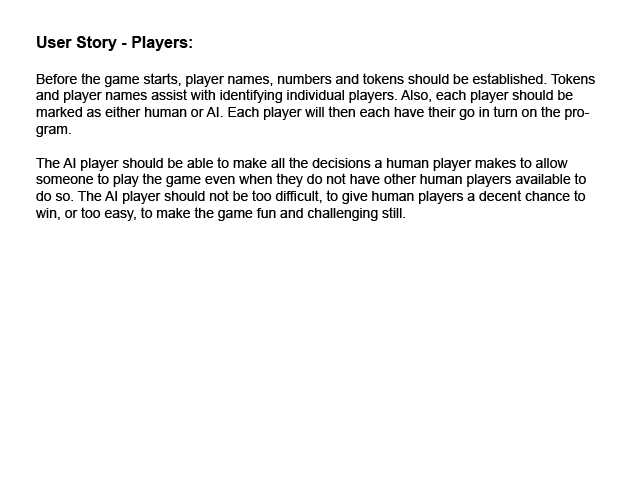 User Story - Players:
Before the game starts, player names, numbers and tokens should be established. Tokens
and player names assist with identifying individual players. Also, each player should be
marked as either human or AI. Each player will then each have their go in turn on the pro-
gram.
The AI player should be able to make all the decisions a human player makes to allow
someone to play the game even when they do not have other human players available to
do so. The AI player should not be too difficult, to give human players a decent chance to
win, or too easy, to make the game fun and challenging still.